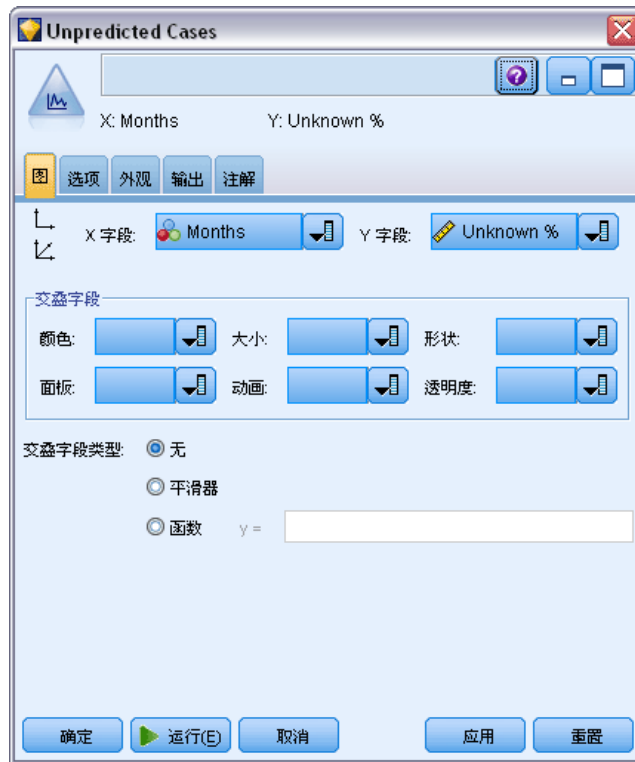 Unpredicted Cases
X: Months Y: Unknown %
图 选项 外观 输出 注解
X 字段: Months Y 字段: Unknown %
交叠字段
颜色: 大小: 形状:
面板: 动画: 透明度:
交叠字段类型: 无
平滑器
函数 y =
确定 运行(E) 取消 应用 重置